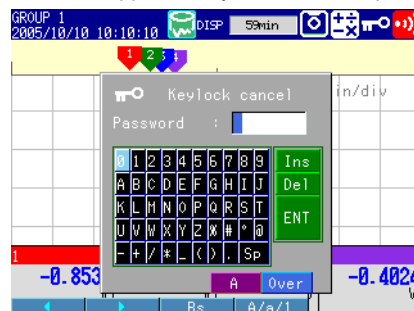 GROUP 1
2005/10/10 10:10:10 DISP 59min
1 2 3
in/div
Keylock cancel
Password :
0 1 2 3 4 5 6 7 8 9 Ins
A B C D E F G H I J Del
K L M N O P Q R S T
ENT
U V W X Y Z % # ° @
- + / * _ ( ) . Sp
1
-0.853
-0.4024
A Over
Bs A/a/1